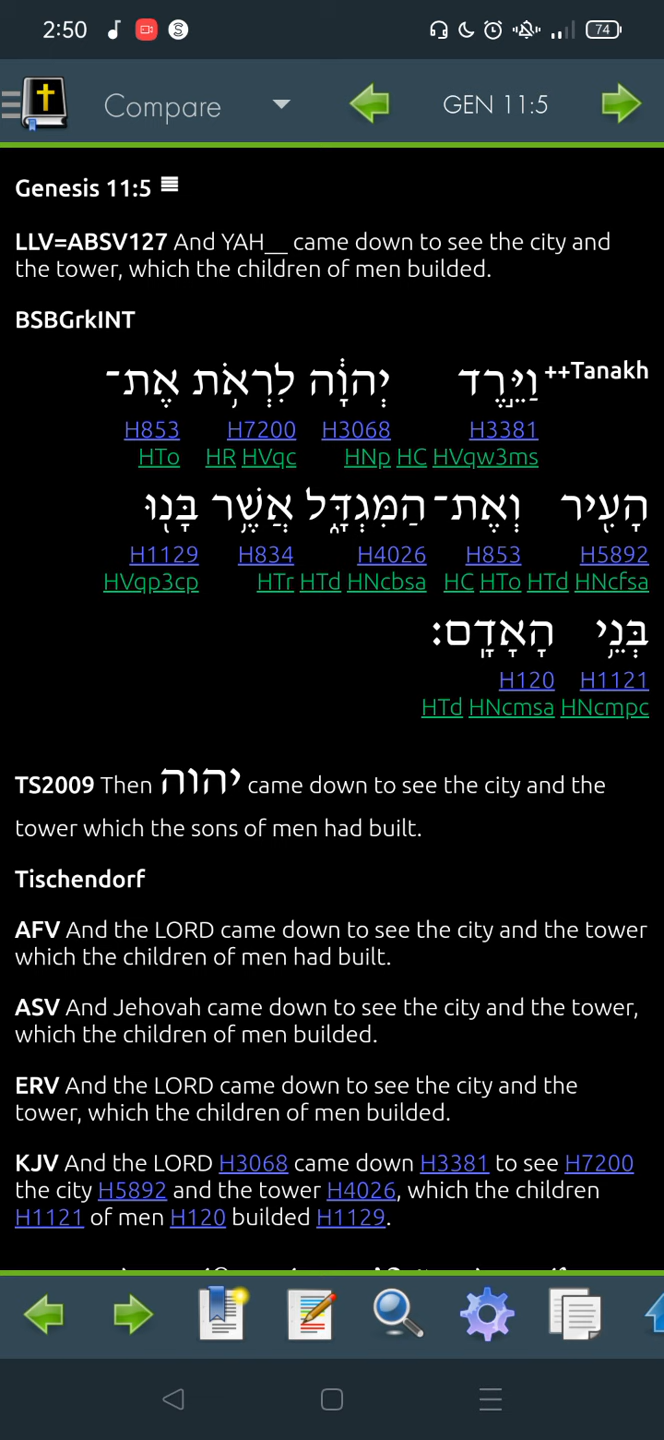 2:50
74
Compare
GEN 11:5
Genesis 11:5
LLV=ABSV127 And YAH__ came down to see the city and
the tower, which the children of men builded.
BSBGrkINT
++Tanakh וַיֵּ֣רֶד יְהוָ֔ה לִרְאֹ֥ת אֶת־
H853 H7200 H3068 H3381
HTo HR HVqc HNp HC HVqw3ms
הָעִ֖יר וְאֶת־הַמִּגְדָּ֑ל אֲשֶׁ֥ר בָּנ֖וּ
H1129 H834 H4026 H853 H5892
HVqp3cp HTr HTd HNcbsa HC HTo HTd HNcfsa
בְּנֵ֥י הָאָדָֽם׃
H120 H1121
HTd HNcmsa HNcmpc
TS2009 Then יהוה came down to see the city and the
tower which the sons of men had built.
Tischendorf
AFV And the LORD came down to see the city and the tower
which the children of men had built.
ASV And Jehovah came down to see the city and the tower,
which the children of men builded.
ERV And the LORD came down to see the city and the
tower, which the children of men builded.
KJV And the LORD H3068 came down H3381 to see H7200
the city H5892 and the tower H4026, which the children
H1121 of men H120 builded H1129.